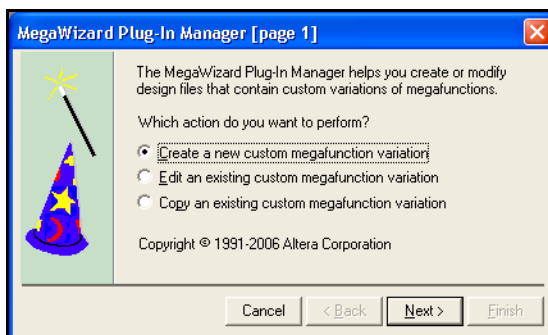 MegaWizard Plug-In Manager [page 1]
The MegaWizard Plug-In Manager helps you create or modify
design files that contain custom variations of megafunctions.
Which action do you want to perform?
Create a new custom megafunction variation
Edit an existing custom megafunction variation
Copy an existing custom megafunction variation
Copyright © 1991-2006 Altera Corporation
Cancel < Back Next > Finish